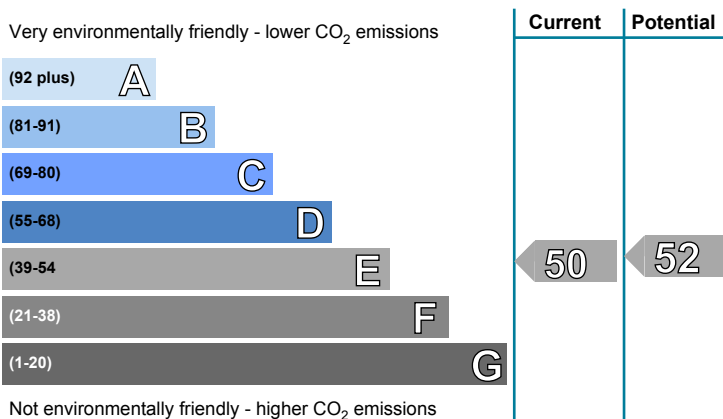 Current Potential
Very environmentally friendly - lower CO2 emissions
(92 plus) A
(81-91) B
(69-80) C
(55-68) D
(39-54 E 50 52
(21-38) F
(1-20) G
Not environmentally friendly - higher CO2 emissions